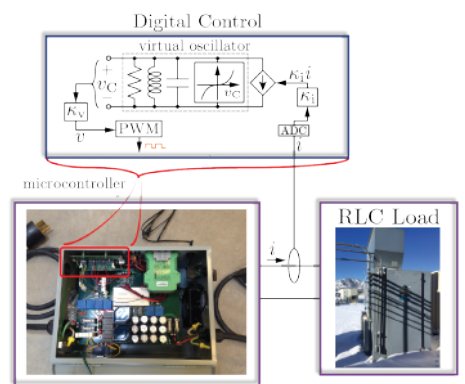 Digital Control
virtual oscillator
+
v_C
−
κ_v
v
PWM
v_C
κ_i i
κ_i
ADC
i
microcontroller
i
RLC Load